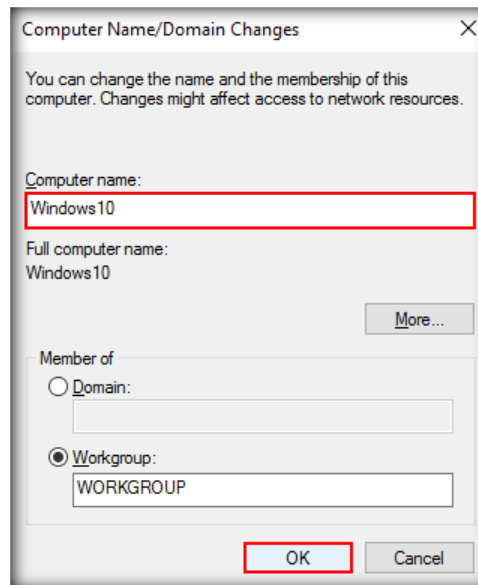 Computer Name/Domain Changes
You can change the name and the membership of this
computer. Changes might affect access to network resources.
Computer name:
Windows10
Full computer name:
Windows10
More...
Member of
Domain:
Workgroup:
WORKGROUP
OK
Cancel